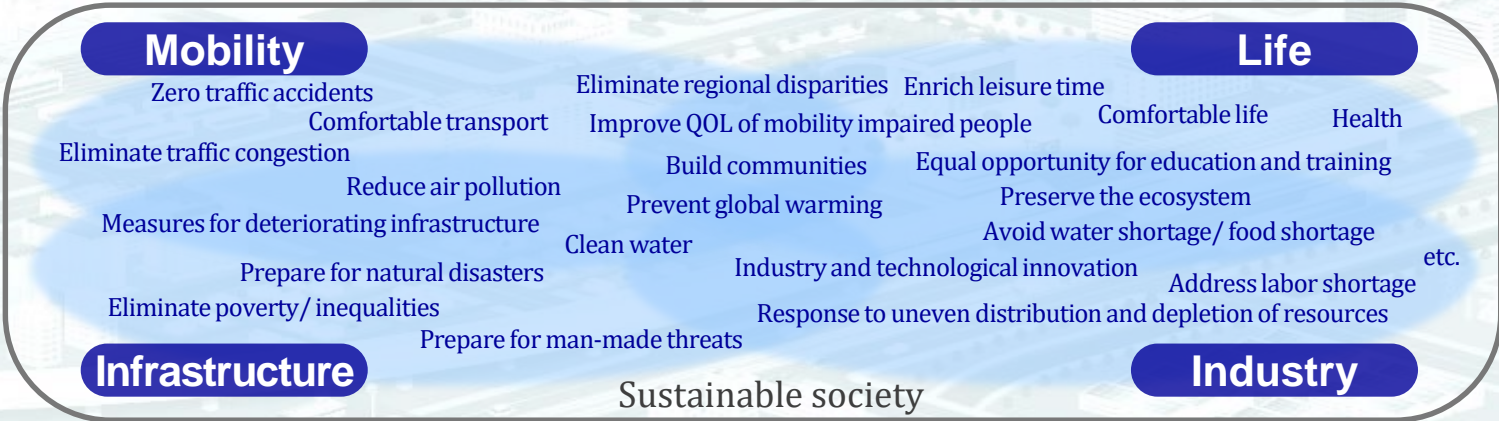 Mobility
Life
Zero traffic accidents
Eliminate regional disparities
Enrich leisure time
Comfortable transport
Improve QOL of mobility impaired people
Comfortable life
Health
Eliminate traffic congestion
Build communities
Equal opportunity for education and training
Reduce air pollution
Prevent global warming
Preserve the ecosystem
Measures for deteriorating infrastructure
Clean water
Avoid water shortage/ food shortage
Prepare for natural disasters
Industry and technological innovation
etc.
Address labor shortage
Eliminate poverty/ inequalities
Response to uneven distribution and depletion of resources
Prepare for man-made threats
Infrastructure
Industry
Sustainable society